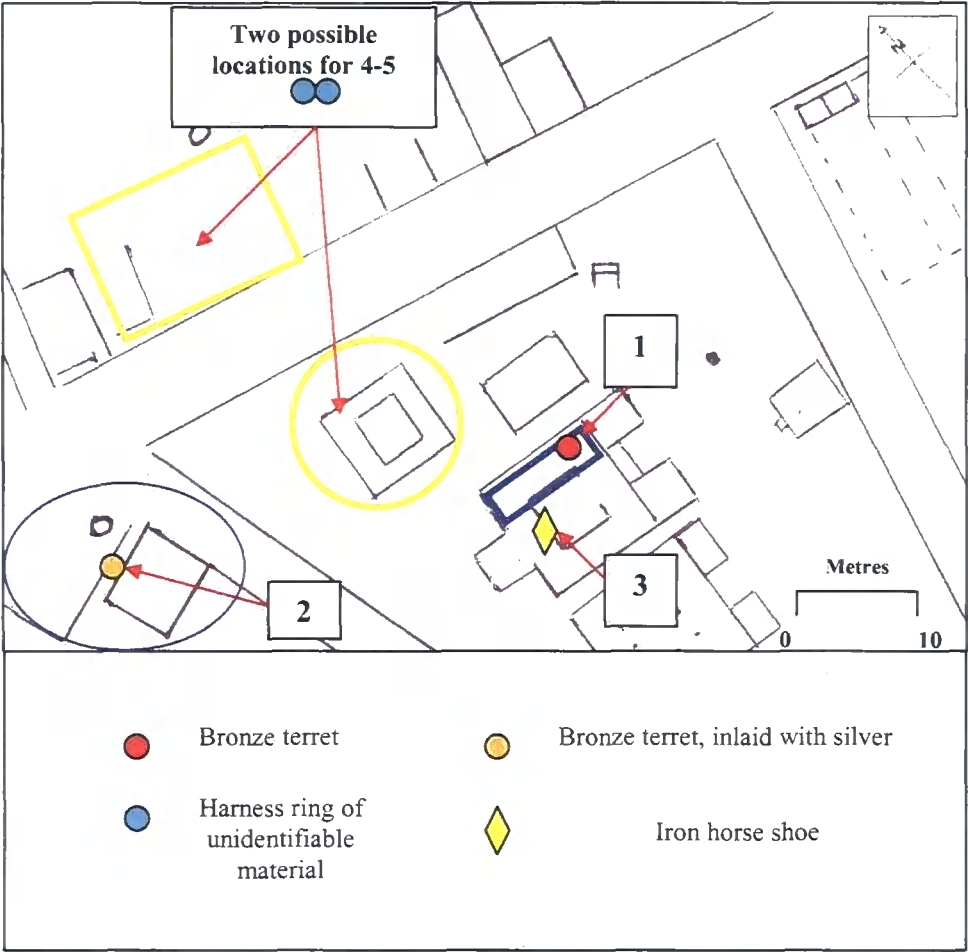 Two possible
locations for 4-5
N
1
2
3
Metres
0 10
Bronze terret
Bronze terret, inlaid with silver
Harness ring of
unidentifiable
material
Iron horse shoe